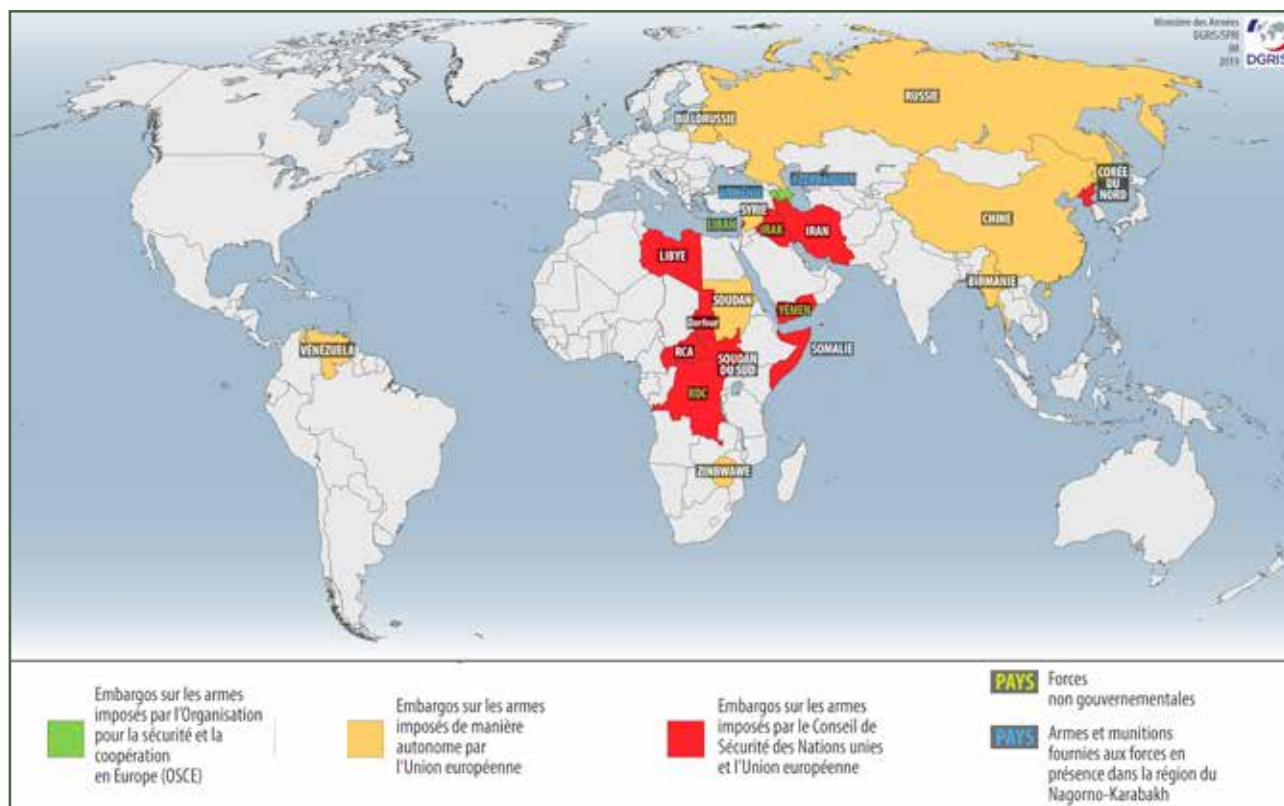 Ministère des Armées
DGRIS/SPRI
IM
2019
DGRIS
RUSSIE
BIÉLORUSSIE
ARMÉNIE
AZERBAÏDJAN
CORÉE
DU
NORD
SYRIE
LIBAN
IRAK
IRAN
CHINE
LIBYE
BIRMANIE
SOUDAN
YEMEN
Darfour
VENEZUELA
RCA
SOUDAN
DU SUD
SOMALIE
RDC
ZINBWAWE
Embargos sur les armes
imposés par l'Organisation
pour la sécurité et la
coopération
en Europe (OSCE)
Embargos sur les armes
imposés de manière
autonome par
l'Union européenne
Embargos sur les armes
imposés par le Conseil de
Sécurité des Nations unies
et l'Union européenne
PAYS
Forces
non gouvernementales
PAYS
Armes et munitions
fournies aux forces en
présence dans la région du
Nagorno-Karabakh